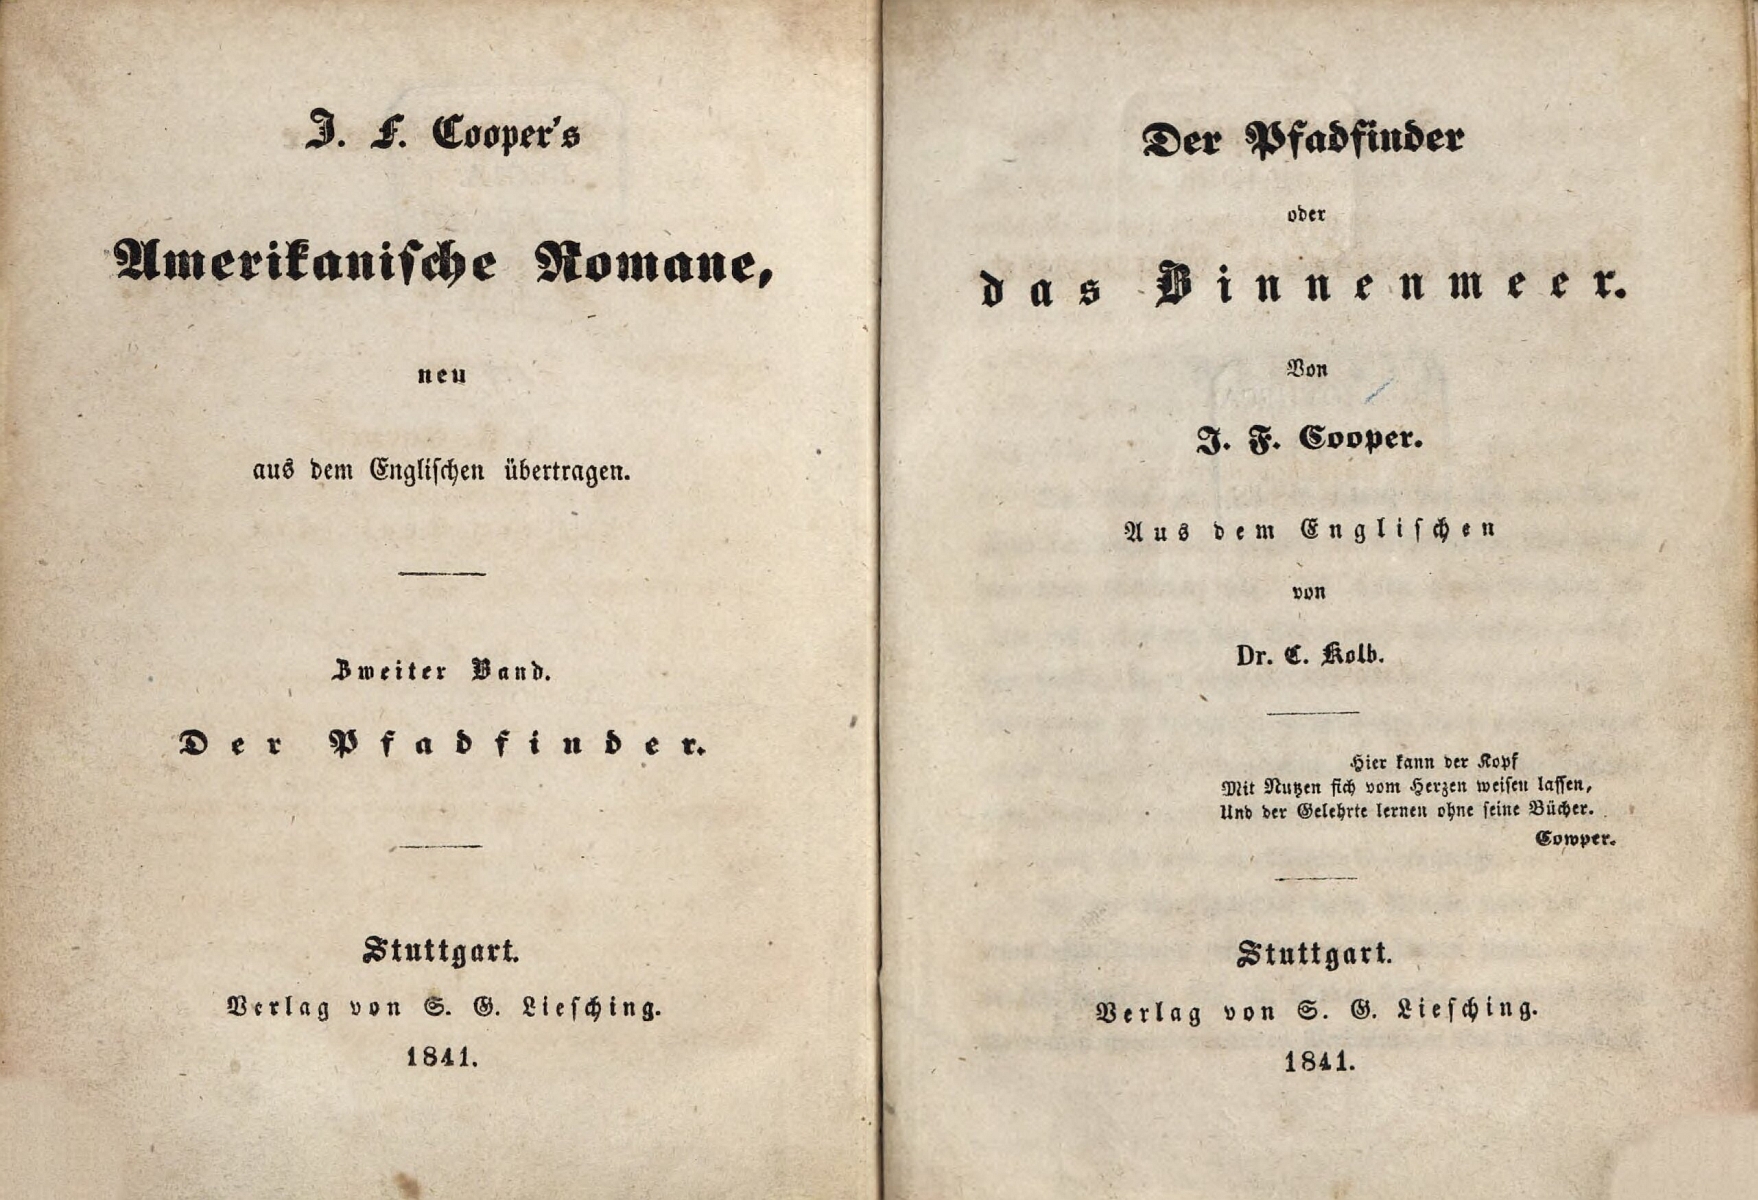 J. F. Cooper's
Amerikanische Romane,
neu
aus dem Englischen übertragen.
Zweiter Band.
Der Pfadfinder.
Stuttgart.
Verlag von S. G. Liesching.
1841.
Der Pfadfinder
oder
das Binnenmeer.
Von
J. F. Cooper.
Aus dem Englischen
von
Dr. C. Kolb.
Hier kann der Kopf
Mit Nutzen sich vom Herzen weisen lassen,
Und der Gelehrte lernen ohne seine Bücher.
Cowper.
Stuttgart.
Verlag von S. G. Liesching.
1841.